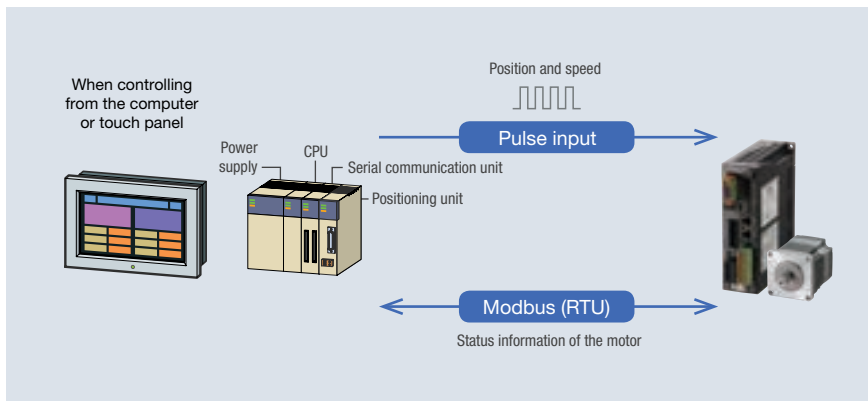 When controlling
from the computer
or touch panel
Power
supply
CPU
Serial communication unit
Positioning unit
Position and speed
Pulse input
Modbus (RTU)
Status information of the motor